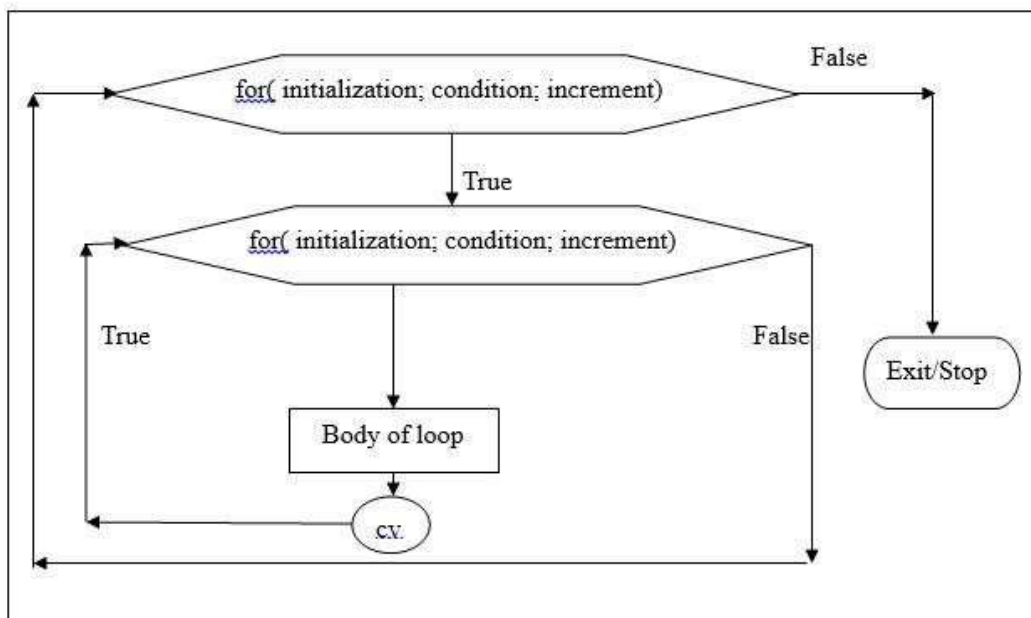 False
for( initialization; condition; increment)
True
for( initialization; condition; increment)
True
False
Exit/Stop
Body of loop
c.v.